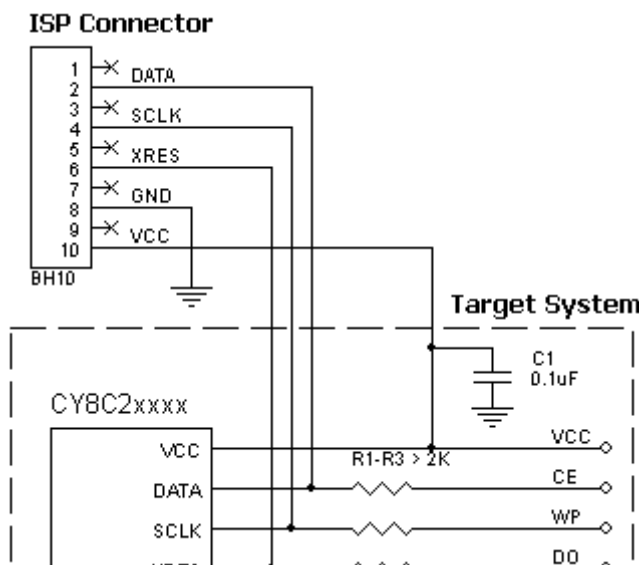 ISP Connector
1
2 DATA
3
4 SCLK
5
6 XRES
7
8 GND
9
10 VCC
BH10
Target System
C1
0.1uF
CY8C2xxxx
VCC
R1-R3 > 2K
VCC
DATA
CE
SCLK
WP
DO